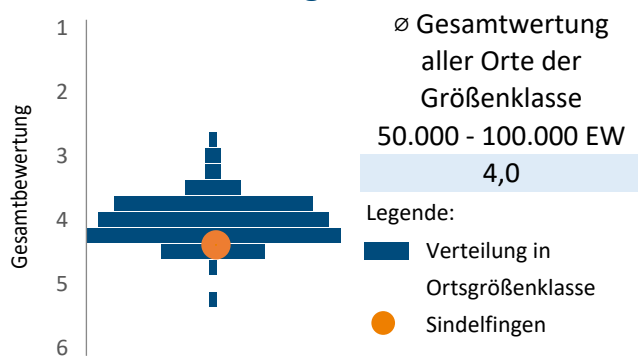 1
2
3
4
5
6
Gesamtbewertung
⌀ Gesamtwertung
aller Orte der
Größenklasse
50.000 - 100.000 EW
4,0
Legende:
Verteilung in
Ortsgrößenklasse
Sindelfingen